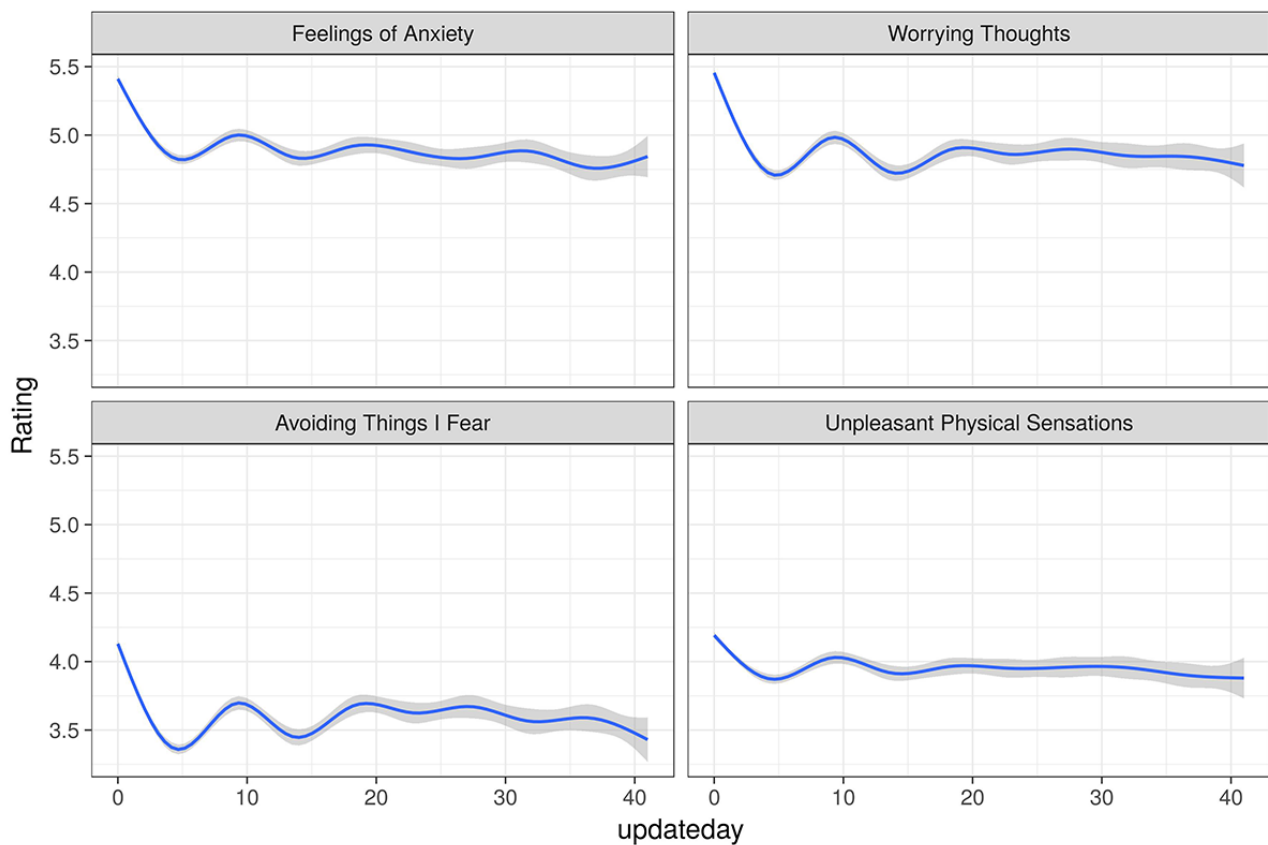 Feelings of Anxiety
Worrying Thoughts
5.5
5.0
4.5
4.0
3.5
Avoiding Things I Fear
Unpleasant Physical Sensations
5.5
5.0
4.5
4.0
3.5
Rating
0 10 20 30 40
0 10 20 30 40
updateday